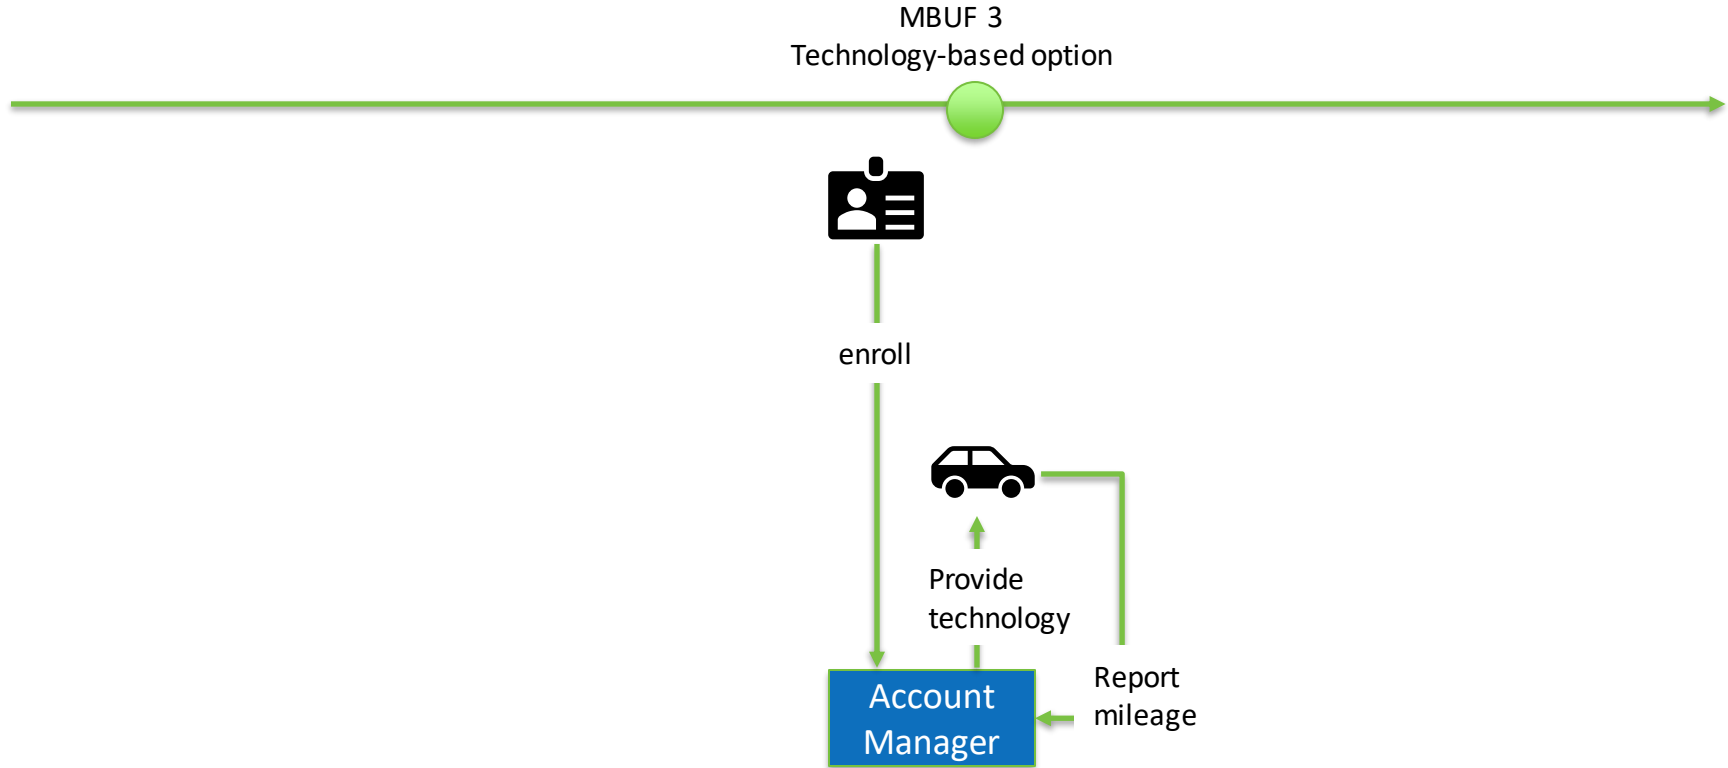 MBUF 3
Technology-based option
enroll
Provide
technology
Report
mileage
Account
Manager